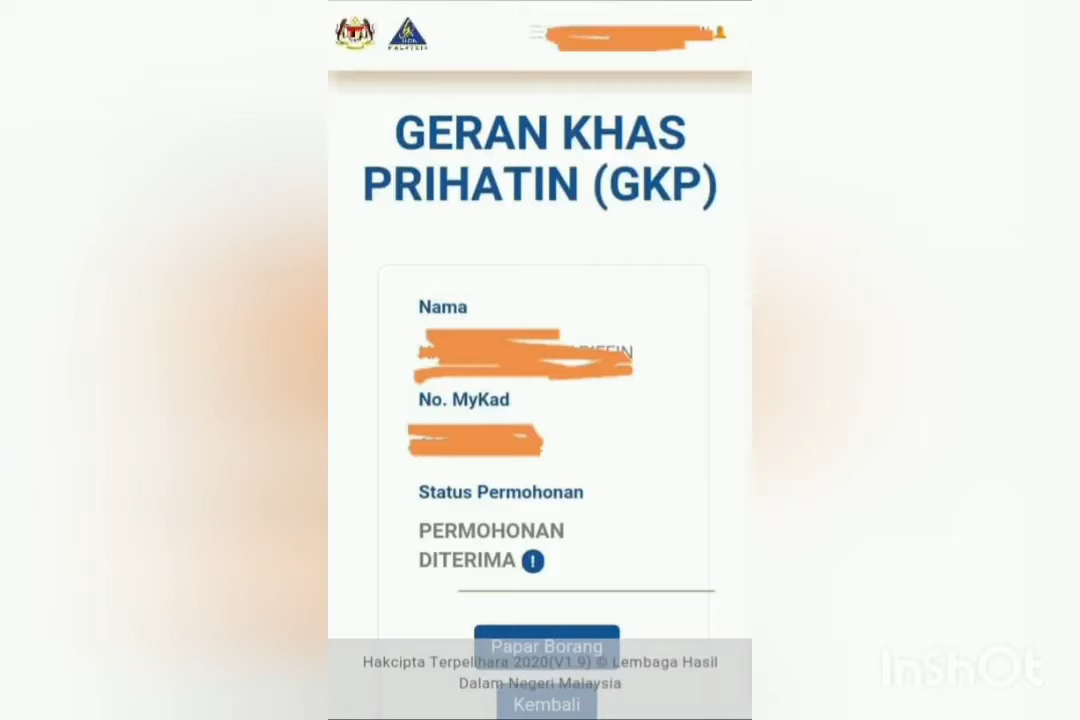 MALAYSIA
GERAN KHAS
PRIHATIN (GKP)
Nama
No. MyKad
Status Permohonan
PERMOHONAN
DITERIMA !
Papar Borang
Hakcipta Terpelihara 2020(V1.9) © Lembaga Hasil
Dalam Negeri Malaysia
Kembali
InShOt